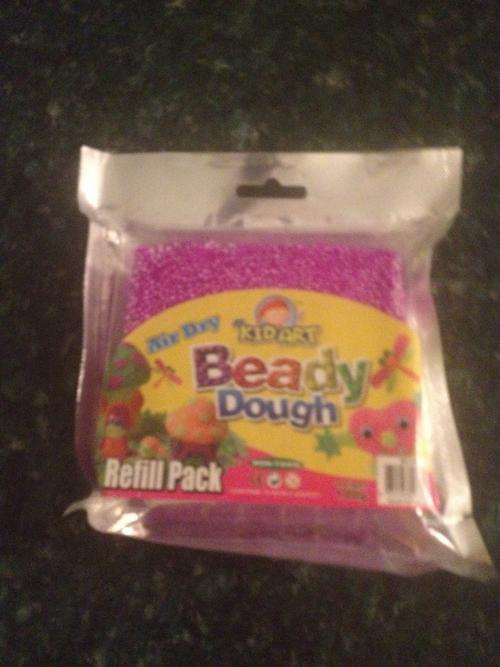 Air Dry
KID ART
Beady
Dough
Refill Pack